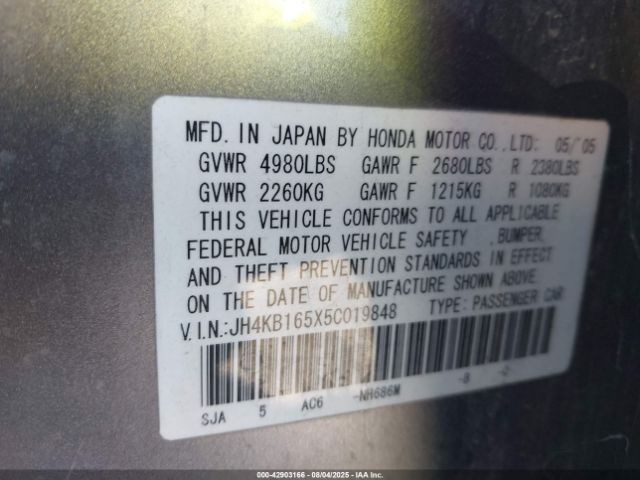 MFD. IN JAPAN BY HONDA MOTOR CO.,LTD: 05/'05
GVWR 4980LBS GAWR F 2680LBS R 2380LBS
GVWR 2260KG GAWR F 1215KG R 1080KG
THIS VEHICLE CONFORMS TO ALL APPLICABLE
FEDERAL MOTOR VEHICLE SAFETY ,BUMPER,
AND THEFT PREVENTION STANDARDS IN EFFECT
ON THE DATE OF MANUFACTURE SHOWN ABOVE.
V.I.N.:JH4KB165X5C019848 TYPE: PASSENGER CAR
SJA 5 AC6 -NH686M -B -C
000-42903166 - 08/04/2025 - IAA Inc.